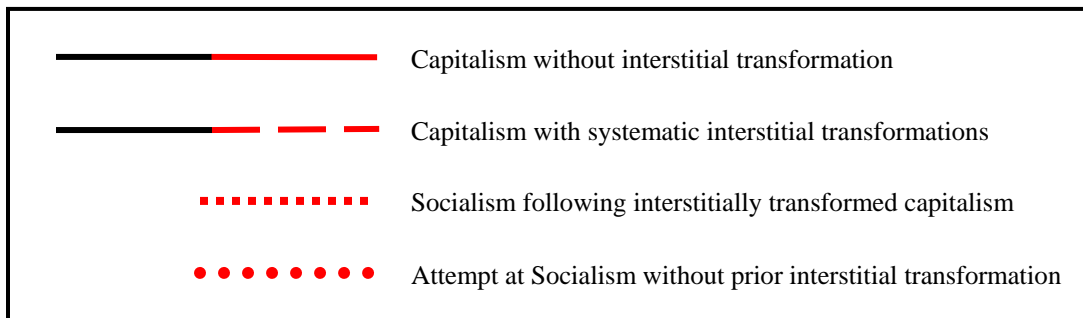 Capitalism without interstitial transformation
Capitalism with systematic interstitial transformations
Socialism following interstitially transformed capitalism
Attempt at Socialism without prior interstitial transformation